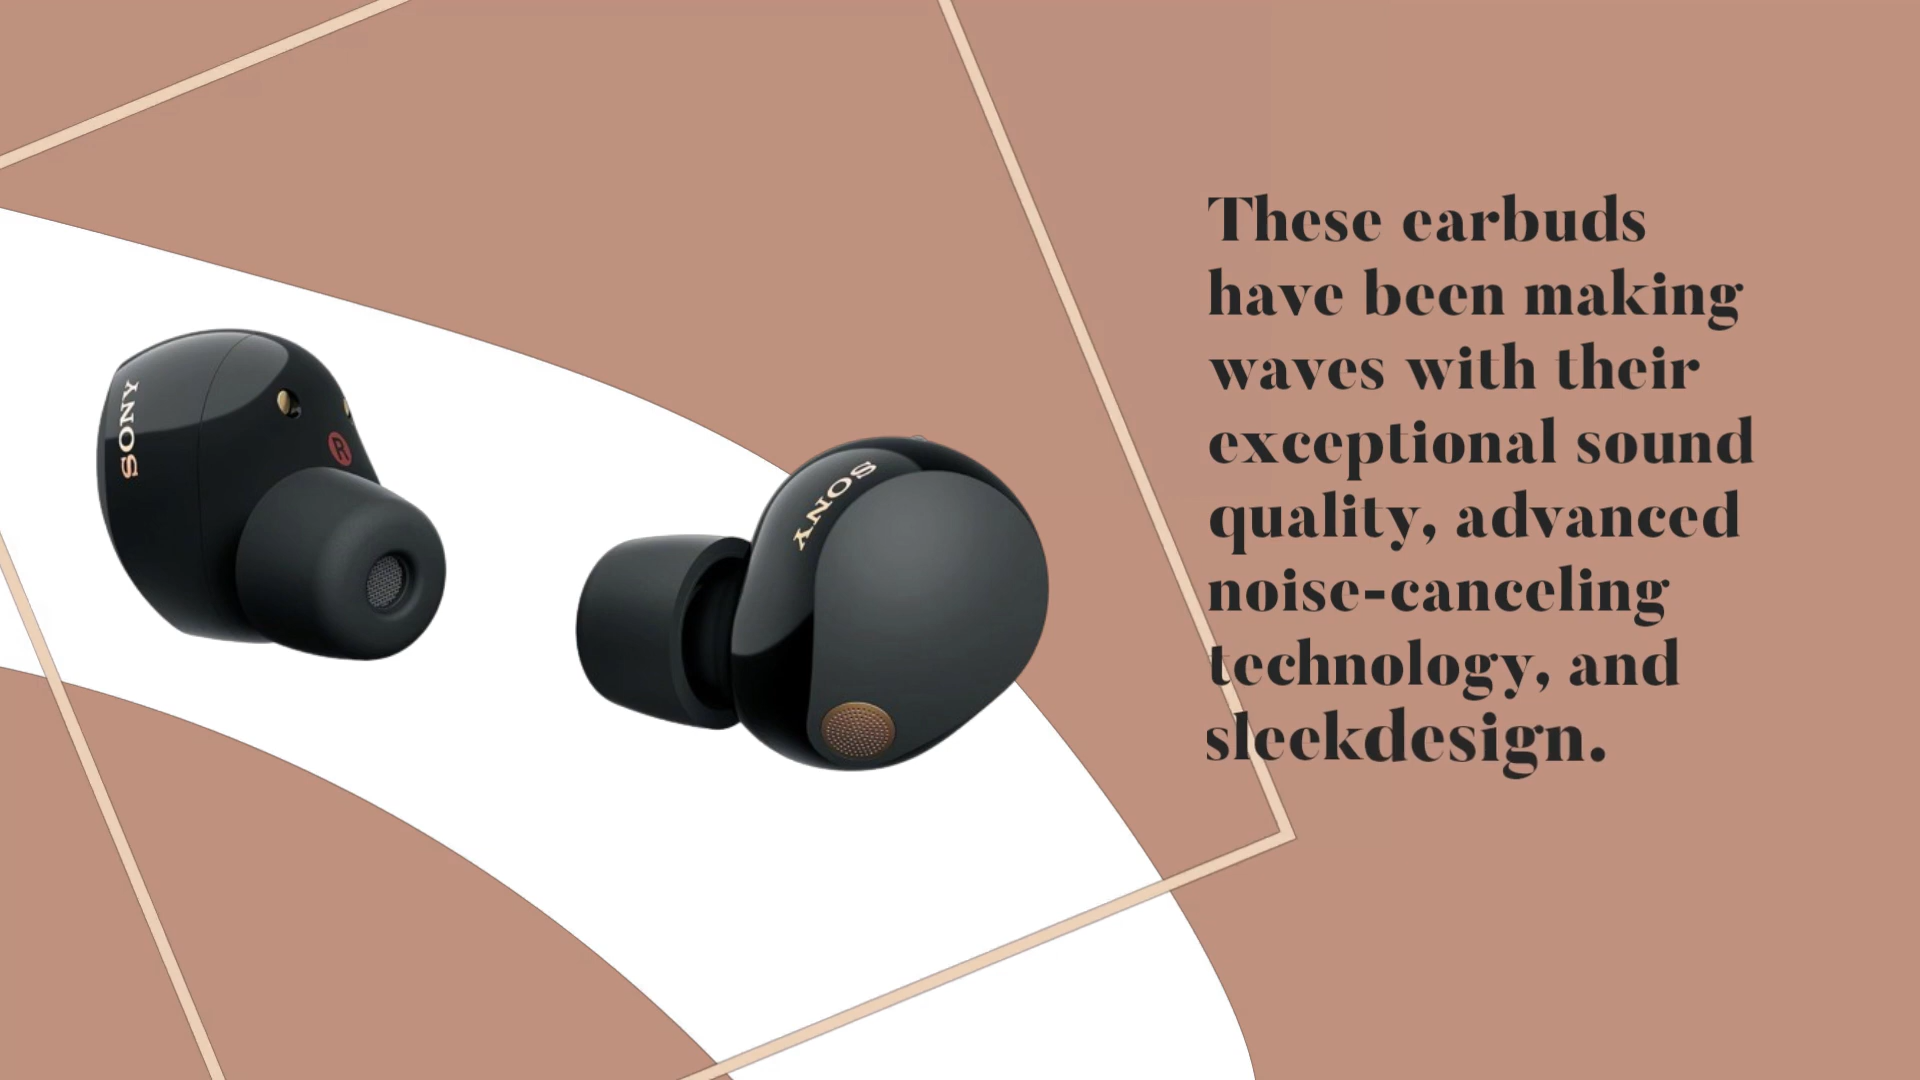 SONY
R
SONY
These earbuds
have been making
waves with their
exceptional sound
quality, advanced
noise-canceling
technology, and
sleekdesign.